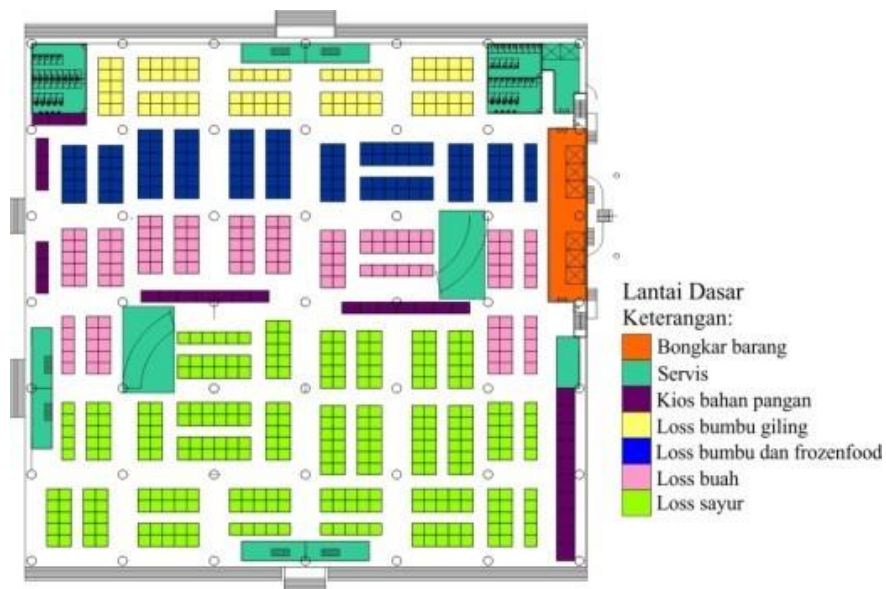 Lantai Dasar
Keterangan:
Bongkar barang
Servis
Kios bahan pangan
Loss bumbu giling
Loss bumbu dan frozenfood
Loss buah
Loss sayur